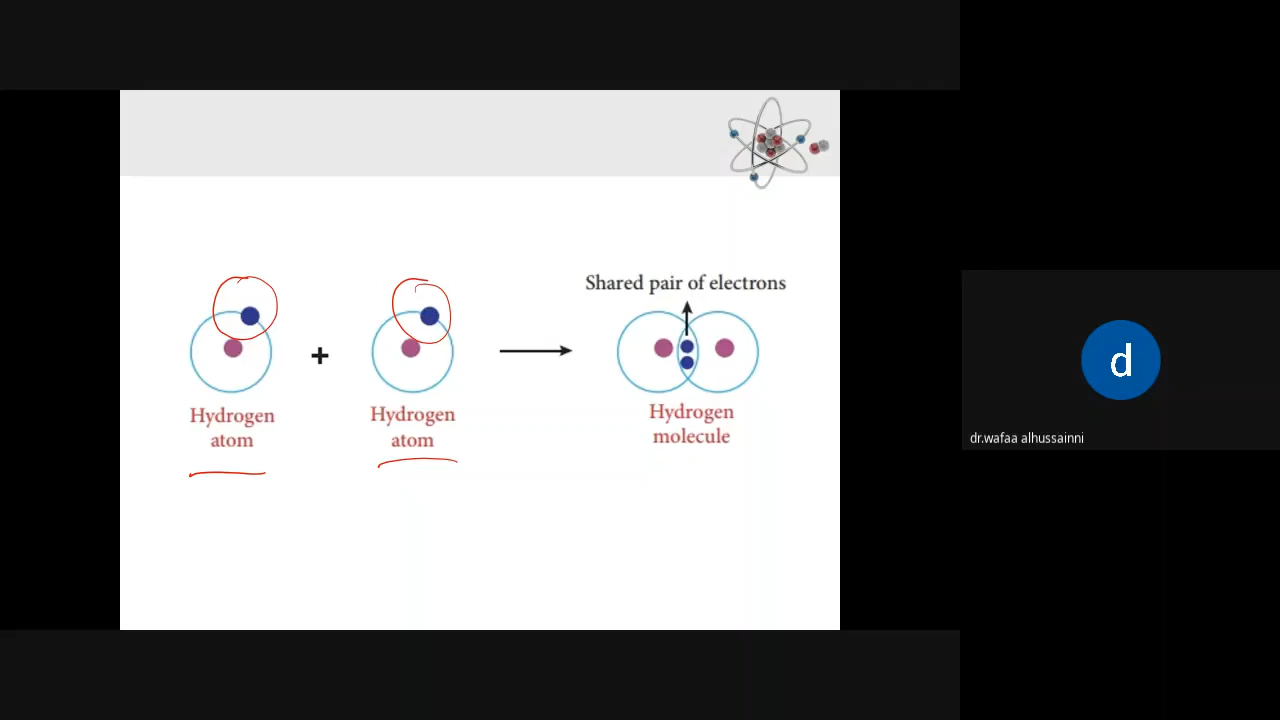 Shared pair of electrons
+
Hydrogen
atom
Hydrogen
atom
Hydrogen
molecule
d
dr.wafaa alhussainni